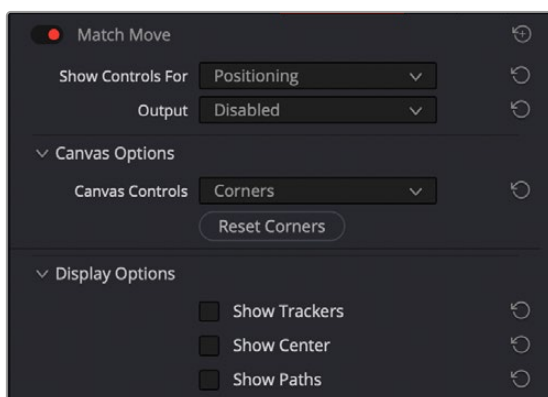 Match Move
Show Controls For Positioning
Output Disabled
Canvas Options
Canvas Controls Corners
Reset Corners
Display Options
Show Trackers
Show Center
Show Paths